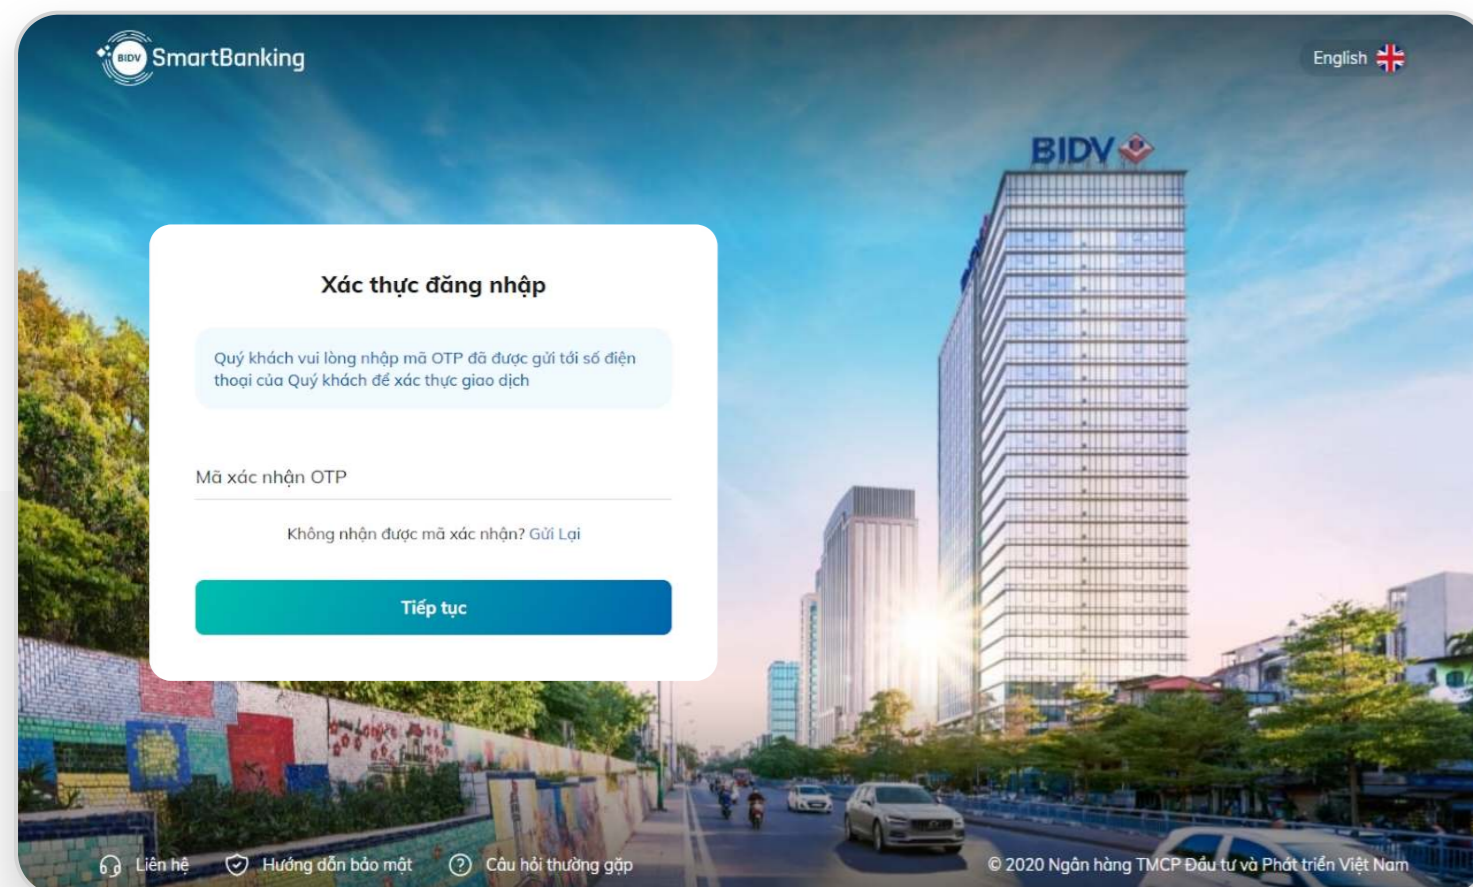 BIDV SmartBanking
English
BIDV
Xác thực đăng nhập
Quý khách vui lòng nhập mã OTP đã được gửi tới số điện
thoại của Quý khách để xác thực giao dịch
Mã xác nhận OTP
Không nhận được mã xác nhận? Gửi Lại
Tiếp tục
Liên hệ
Hướng dẫn bảo mật
Câu hỏi thường gặp
© 2020 Ngân hàng TMCP Đầu tư và Phát triển Việt Nam